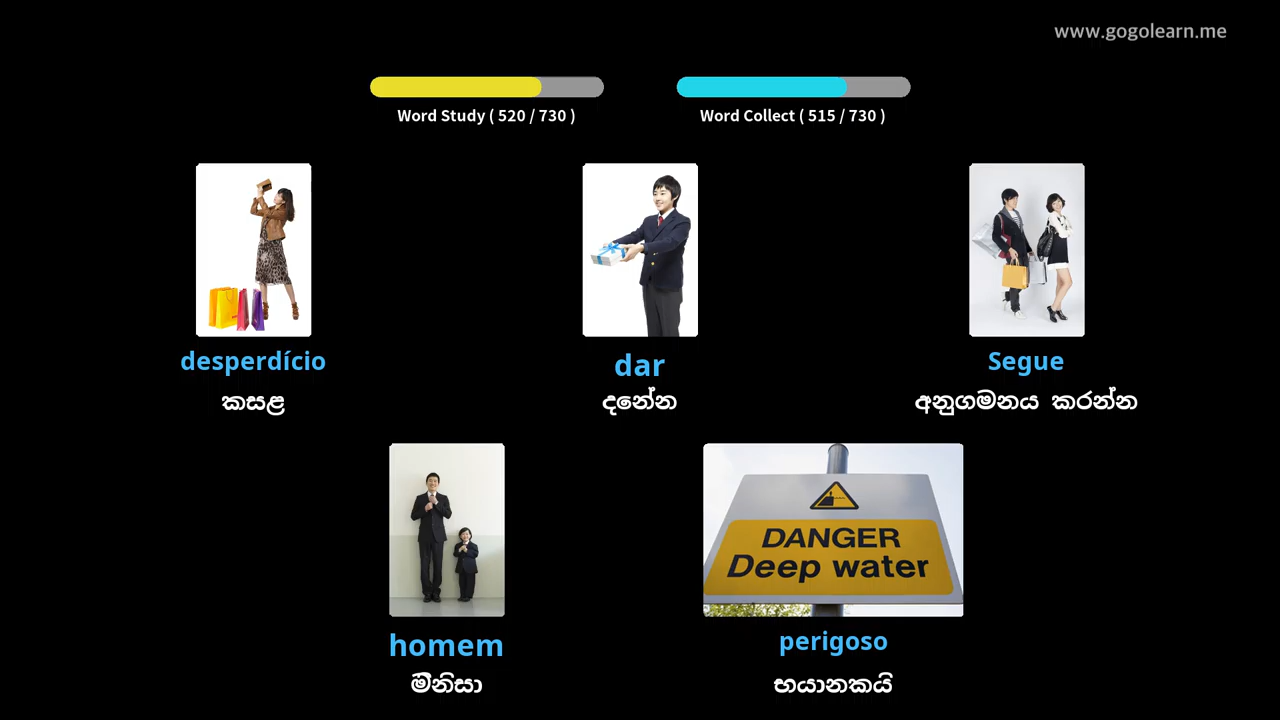 www.gogolearn.me
Word Study ( 520 / 730 )
Word Collect ( 515 / 730 )
desperdício
කසළ
dar
දනේන
Segue
අනුගමනය කරන්න
DANGER
Deep water
homem
මිනිසා
perigoso
භයානකයි